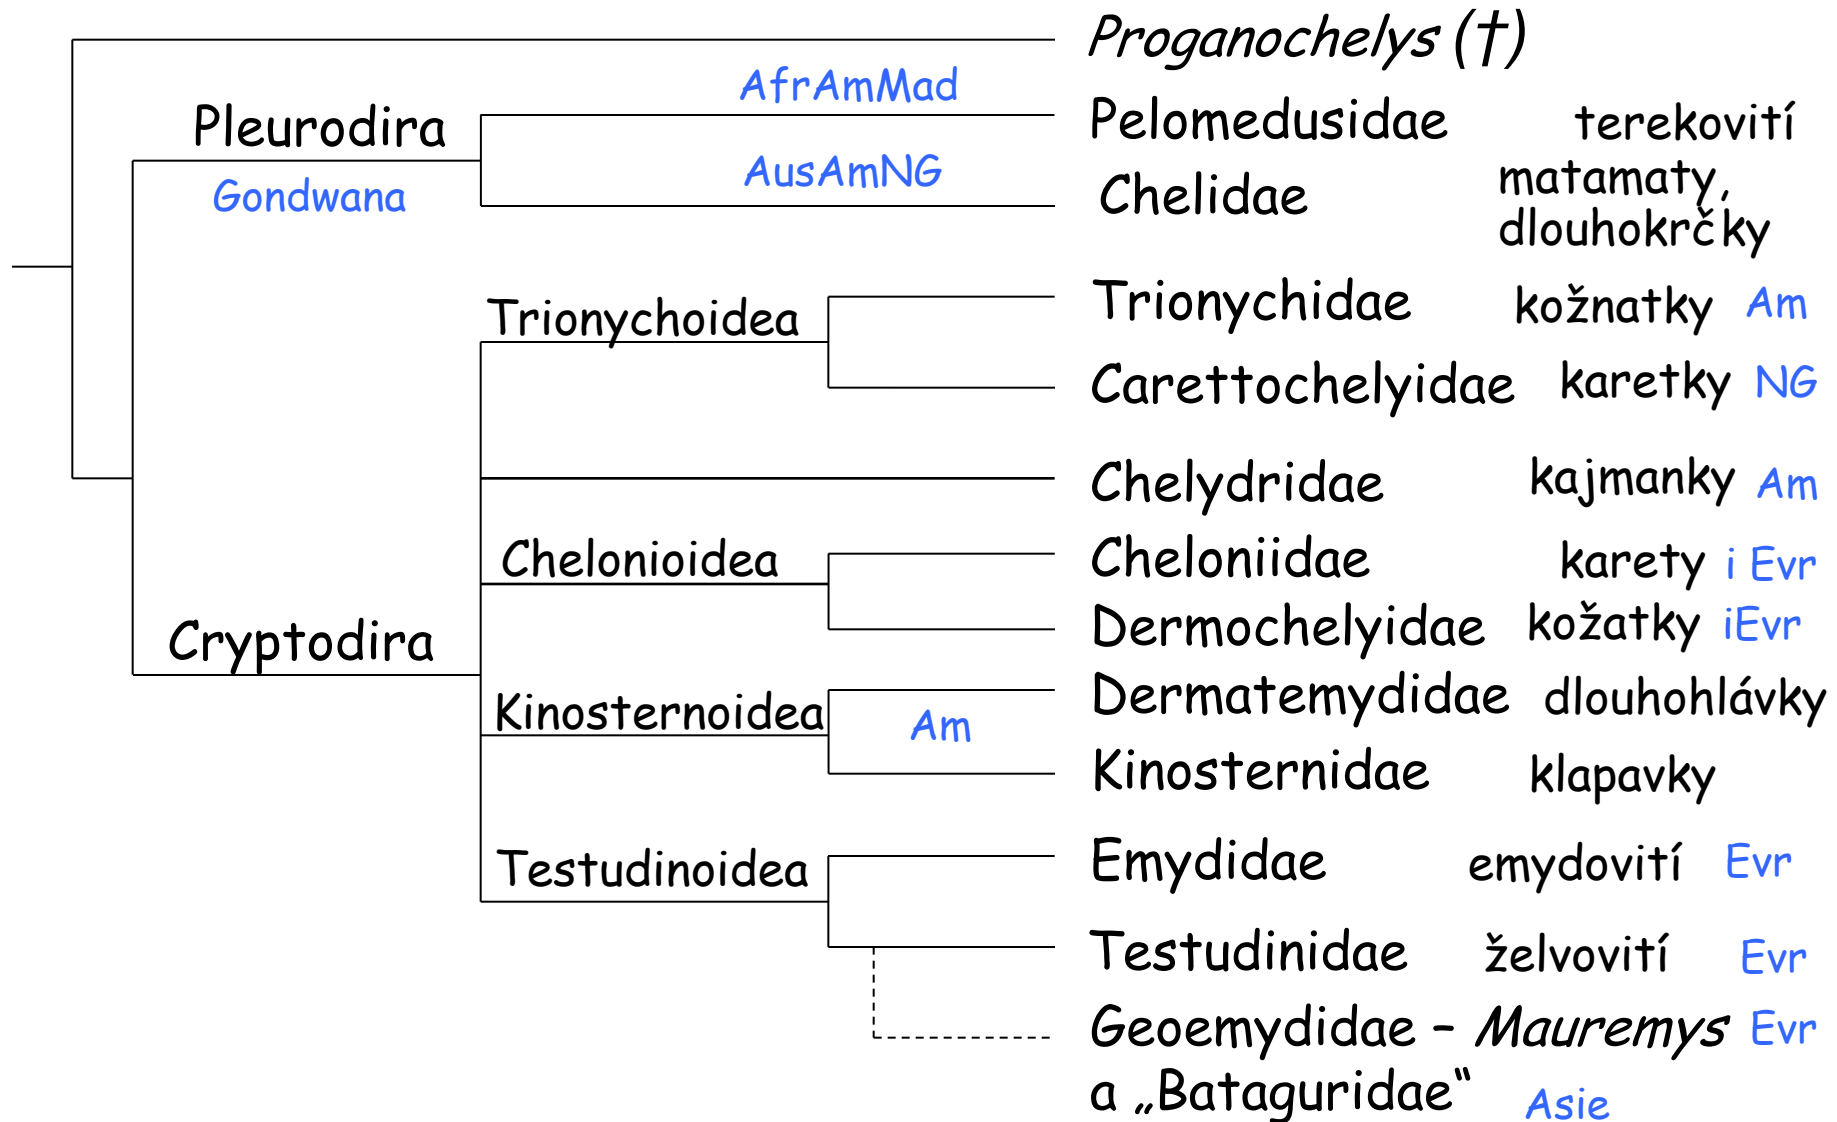 Proganochelys (†)
AfrAmMad
Pleurodira
Pelomedusidae terekovití
AusAmNG
Gondwana
Chelidae matamaty,
dlouhokrčky
Trionychoidea
Trionychidae kožnatky Am
Carettochelyidae karetky NG
Chelydridae kajmanky Am
Chelonioidea
Cheloniidae karety i Evr
Cryptodira
Dermochelyidae kožatky iEvr
Kinosternoidea Am
Dermatemydidae dlouhohlávky
Kinosternidae klapavky
Testudinoidea
Emydidae emydovití Evr
Testudinidae želvovití Evr
Geoemydidae – Mauremys Evr
a „Bataguridae“ Asie